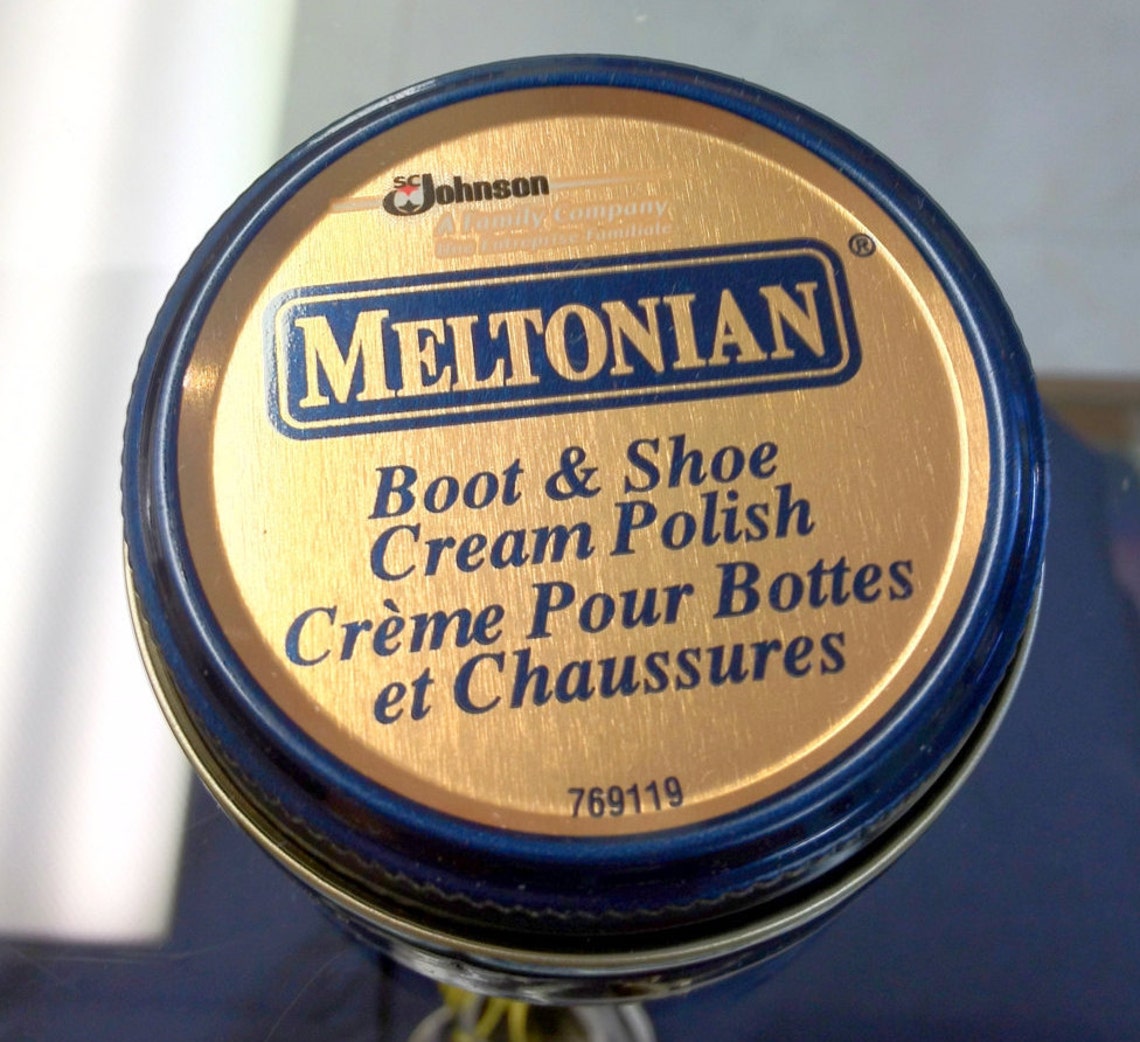 SC Johnson
A Family Company
Une Entreprise Familiale
MELTONIAN®
Boot & Shoe
Cream Polish
Crème Pour Bottes
et Chaussures
769119